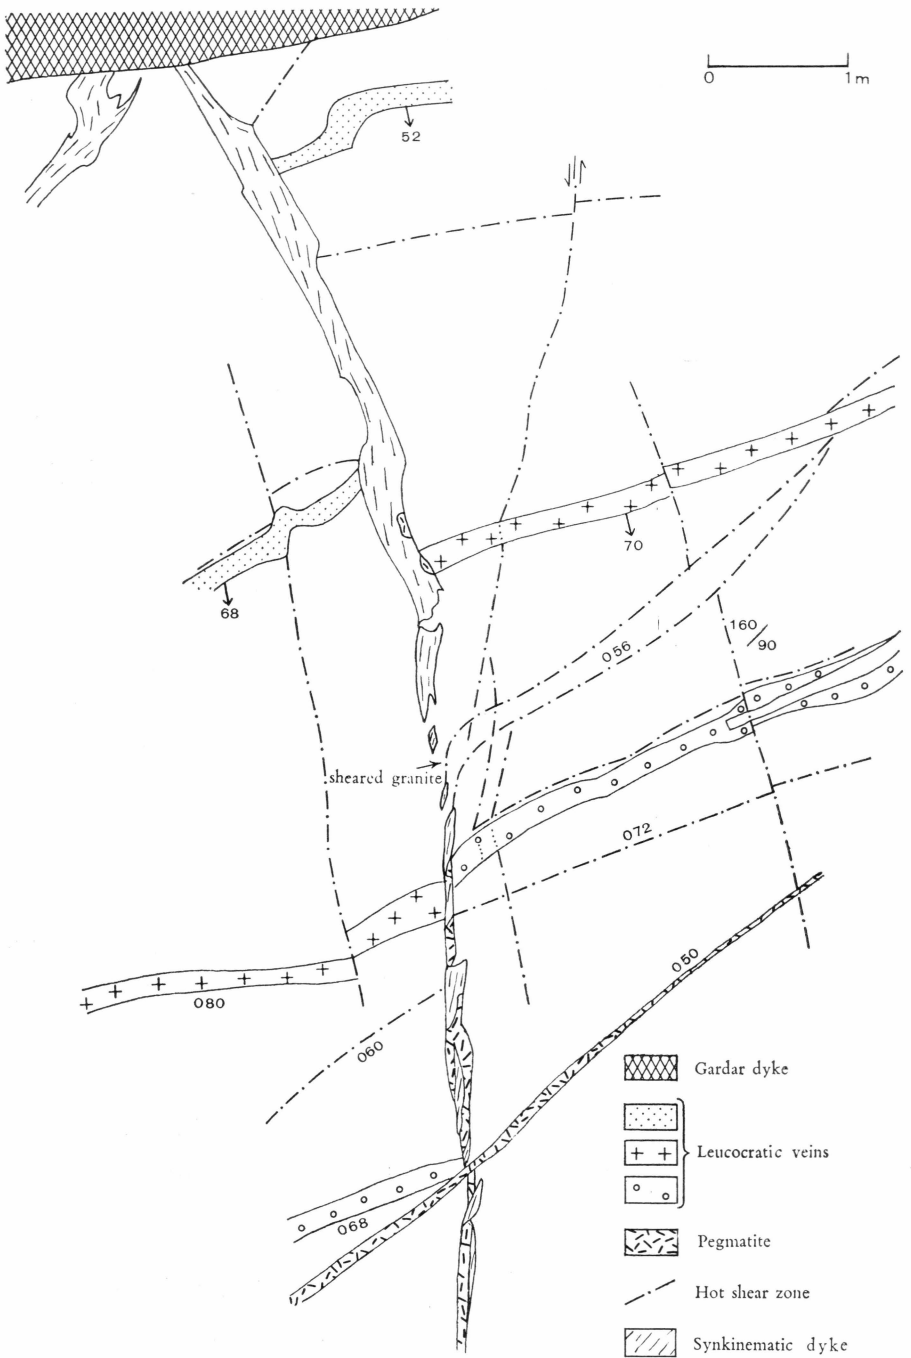 0 1m
52
70
68
160
90
056
sheared granite
072
050
080
060
Gardar dyke
Leucocratic veins
068
Pegmatite
Hot shear zone
Synkinematic dyke